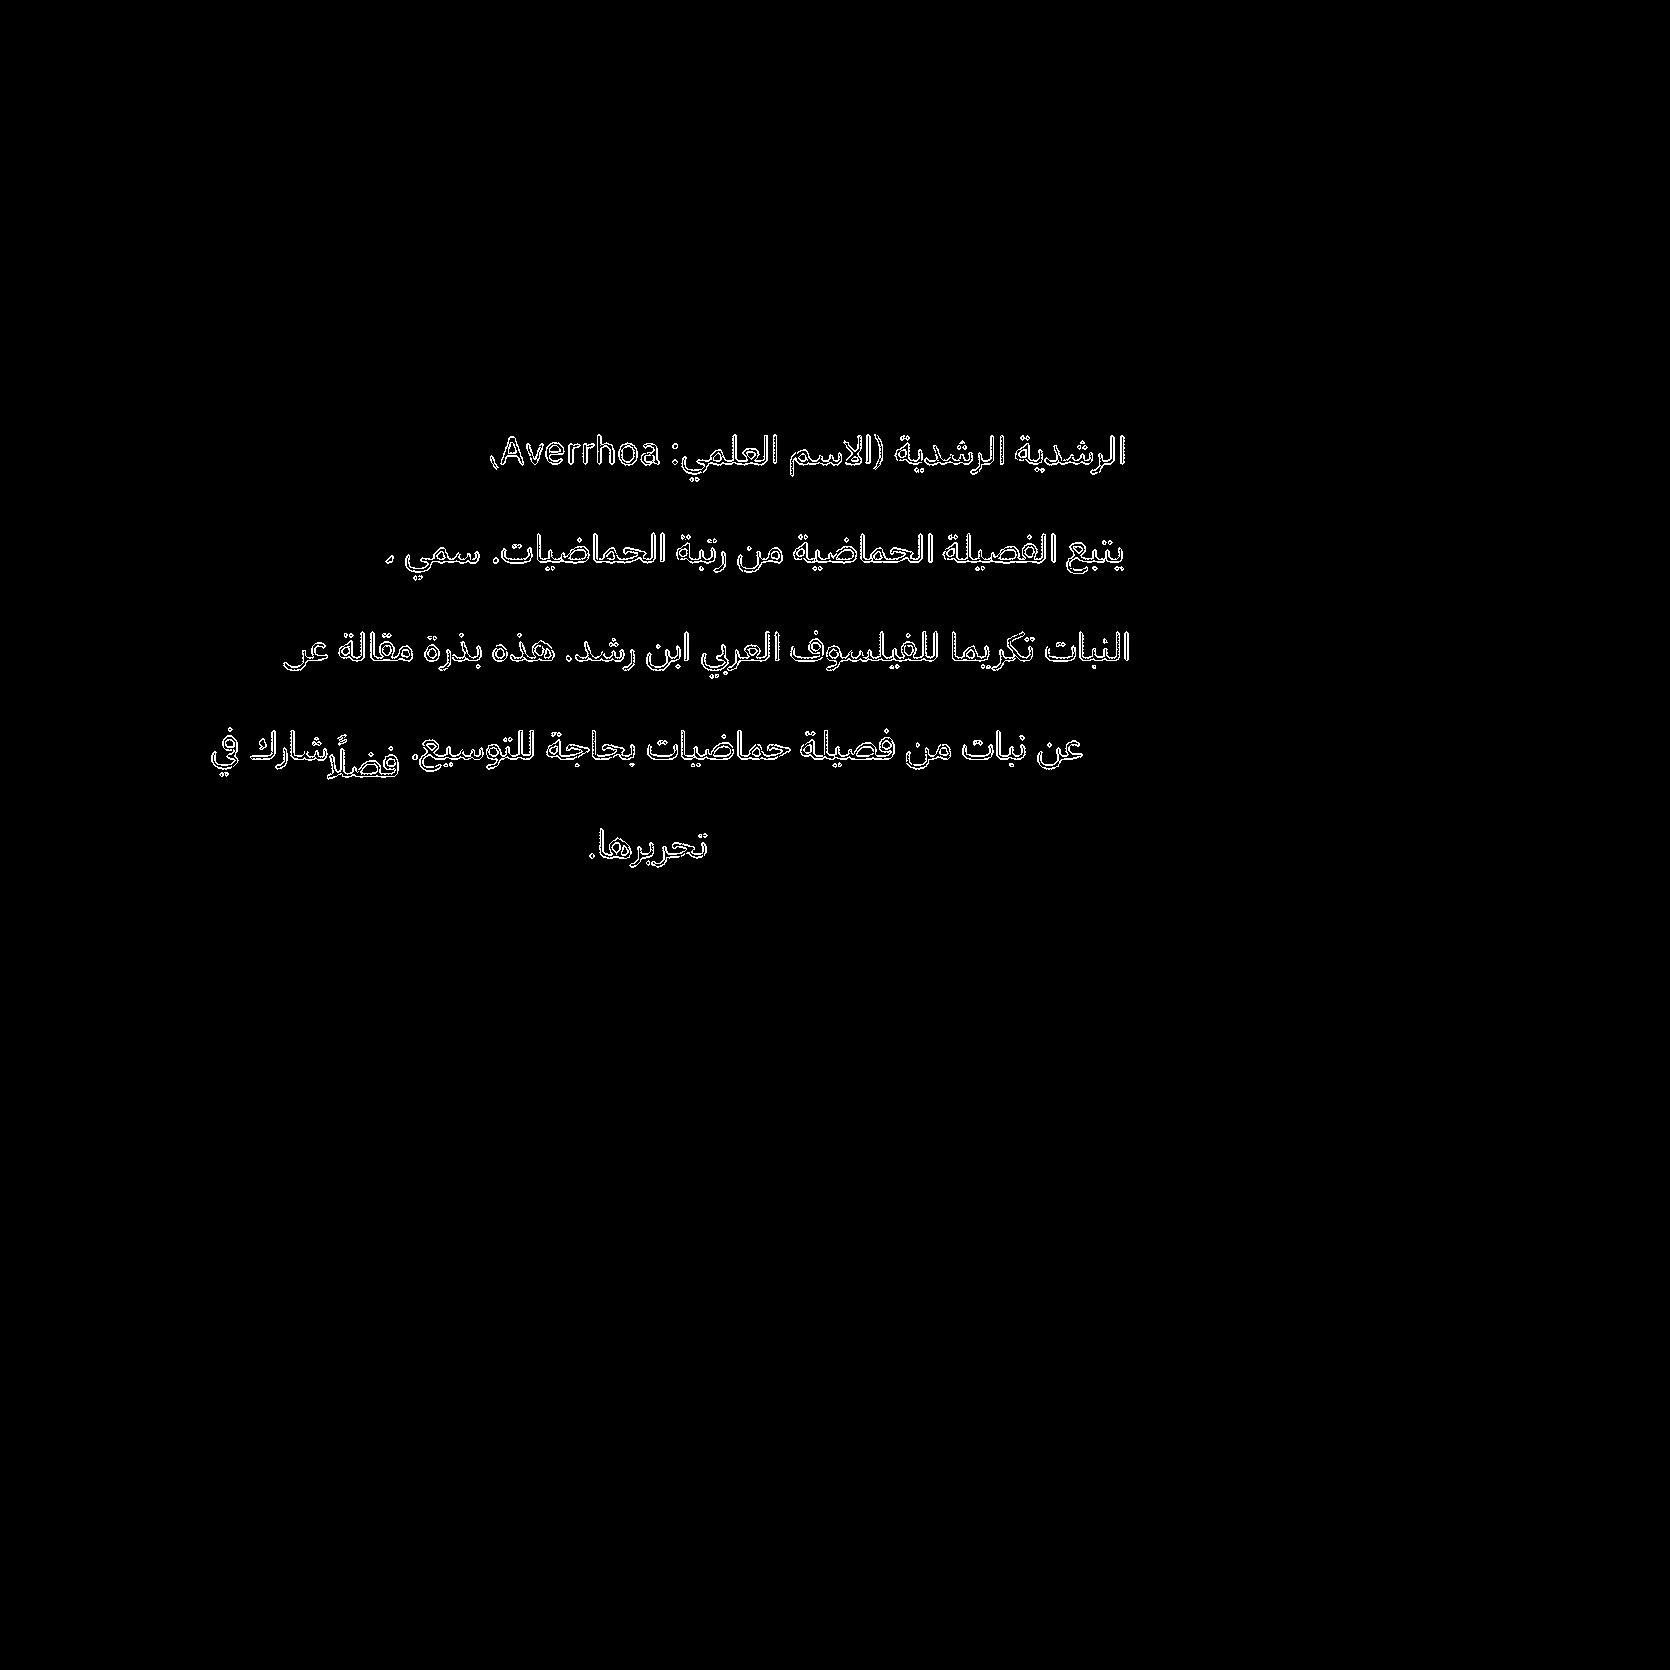 الرشدية الرشدية (الاسم العلمي: Averrhoa
يتبع الفصيلة الحماضية من رتبة الحماضيات. سمي
النبات تكريما للفيلسوف العربي ابن رشد. هذه بذرة مقالة عن
عن نبات من فصيلة حماضيات بحاجة للتوسيع. فضلًا شارك في
تحريرها.